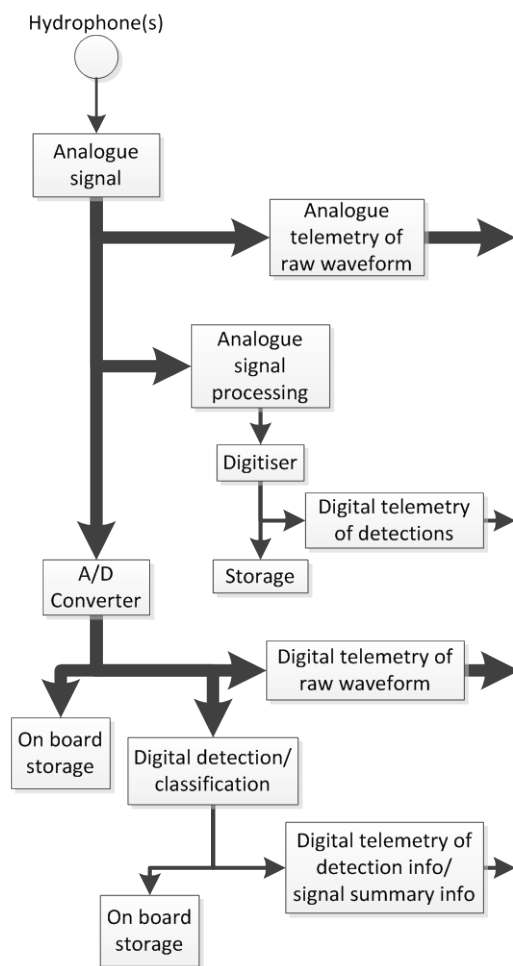 Hydrophone(s)
Analogue
signal
Analogue
telemetry of
raw waveform
Analogue
signal
processing
Digitiser
Digital telemetry
of detections
Storage
A/D
Converter
Digital telemetry of
raw waveform
On board
storage
Digital detection/
classification
Digital telemetry of
detection info/
signal summary info
On board
storage